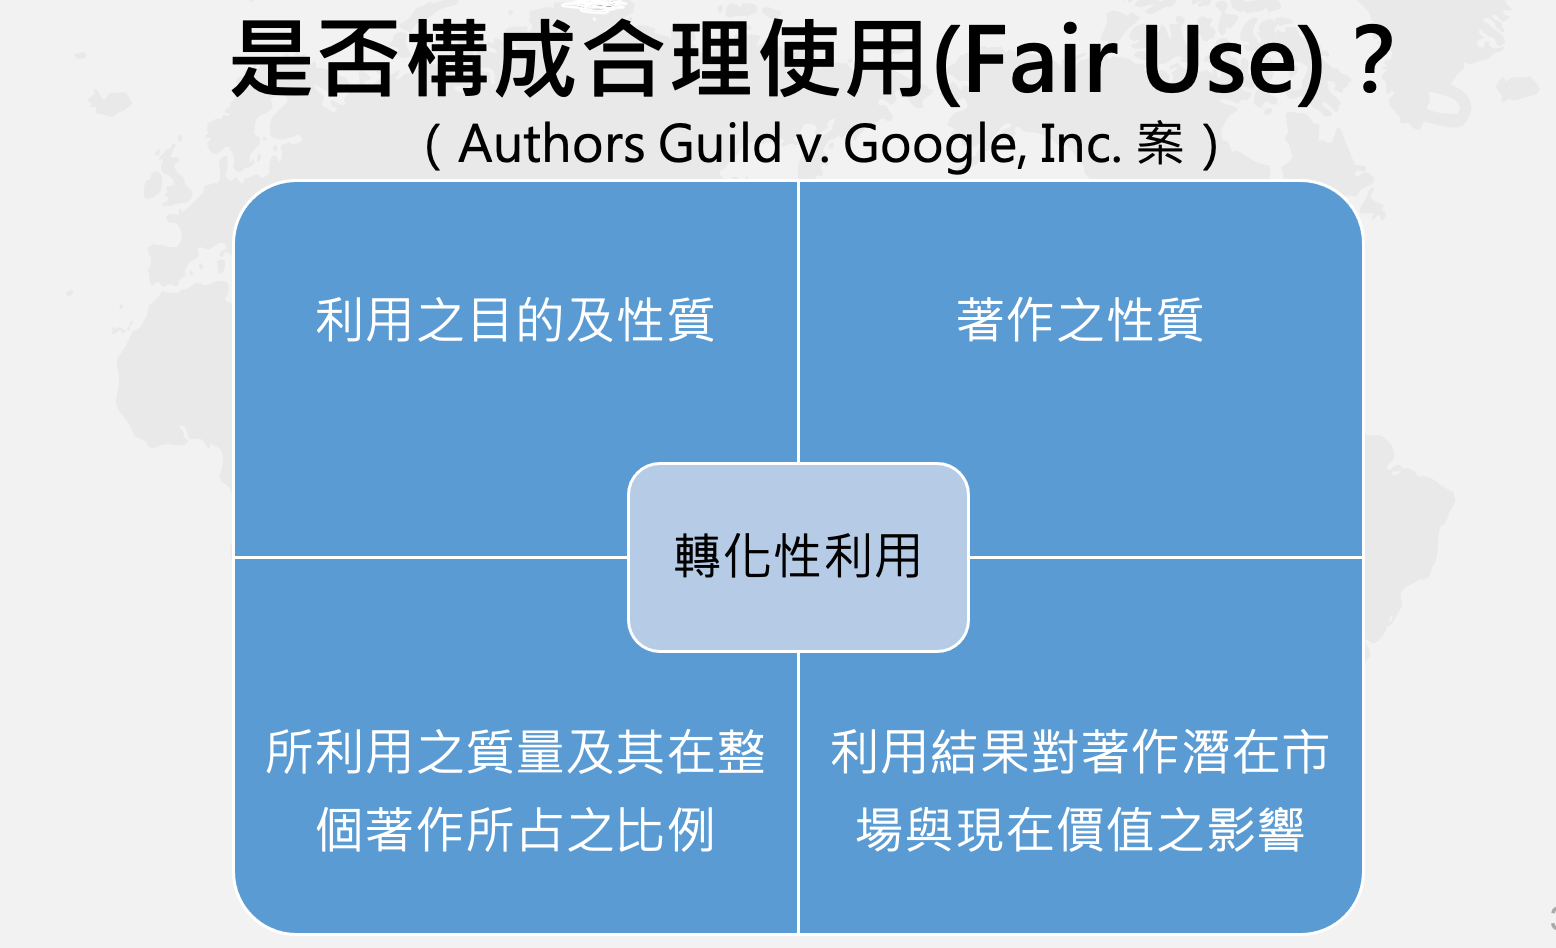 是否構成合理使用(Fair Use)？
（Authors Guild v. Google, Inc. 案）
利用之目的及性質
著作之性質
轉化性利用
所利用之質量及其在整
個著作所占之比例
利用結果對著作潛在市
場與現在價值之影響